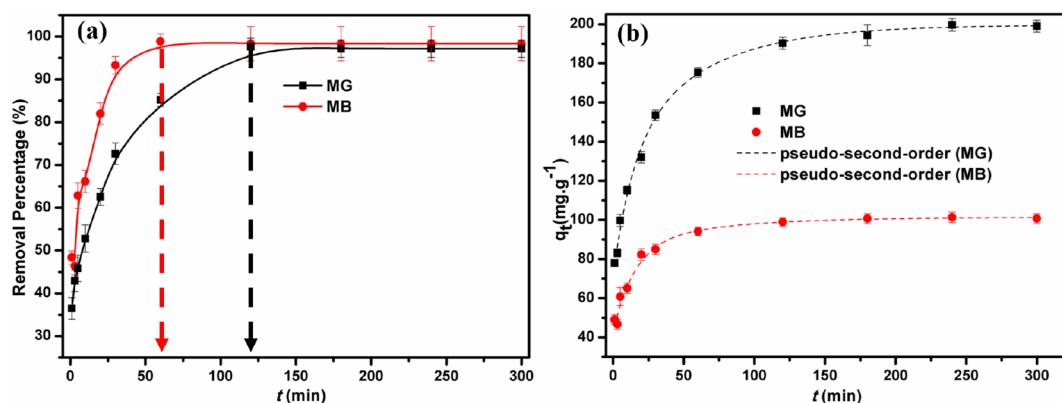 (a)
Removal Percentage (%)
100
90
80
70
60
50
40
30
MG
MB
0 50 100 150 200 250 300
t (min)
(b)
qt(mg.g-1)
200
180
160
140
120
100
80
60
40
MG
MB
pseudo-second-order (MG)
pseudo-second-order (MB)
0 50 100 150 200 250 300
t (min)